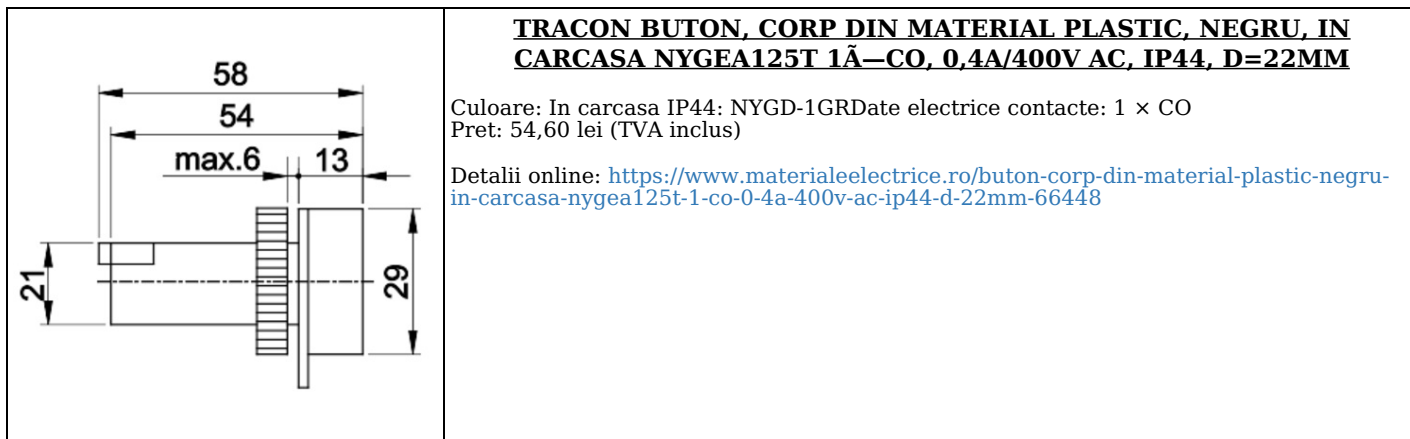 58
54
max.6
13
21
29
TRACON BUTON, CORP DIN MATERIAL PLASTIC, NEGRU, IN
CARCASA NYGEA125T 1Ã—CO, 0,4A/400V AC, IP44, D=22MM
Culoare: In carcasa IP44: NYGD-1GRDate electrice contacte: 1 × CO
Pret: 54,60 lei (TVA inclus)
Detalii online: https://www.materialeelectrice.ro/buton-corp-din-material-plastic-negru-
in-carcasa-nygea125t-1-co-0-4a-400v-ac-ip44-d-22mm-66448